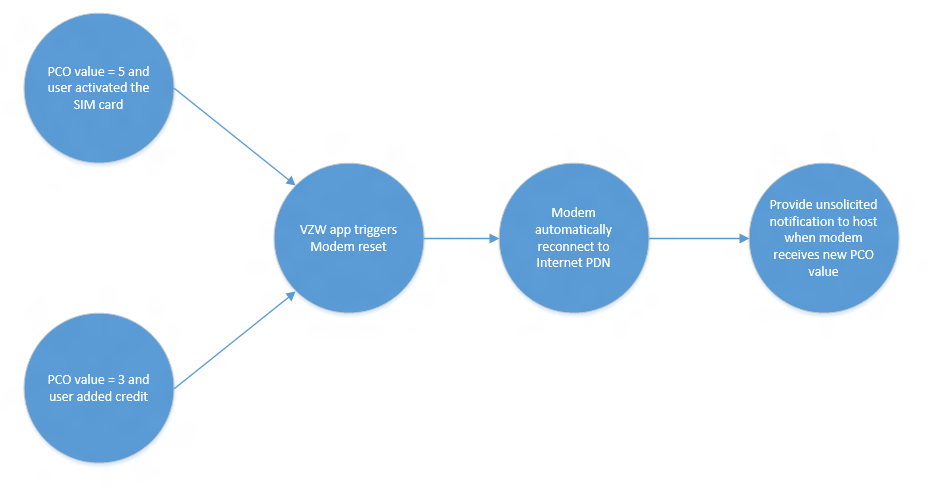 PCO value = 5 and
user activated the
SIM card
VZW app triggers
Modem reset
Modem
automatically
reconnect to
Internet PDN
Provide unsolicited
notification to host
when modem
receives new PCO
value
PCO value = 3 and
user added credit